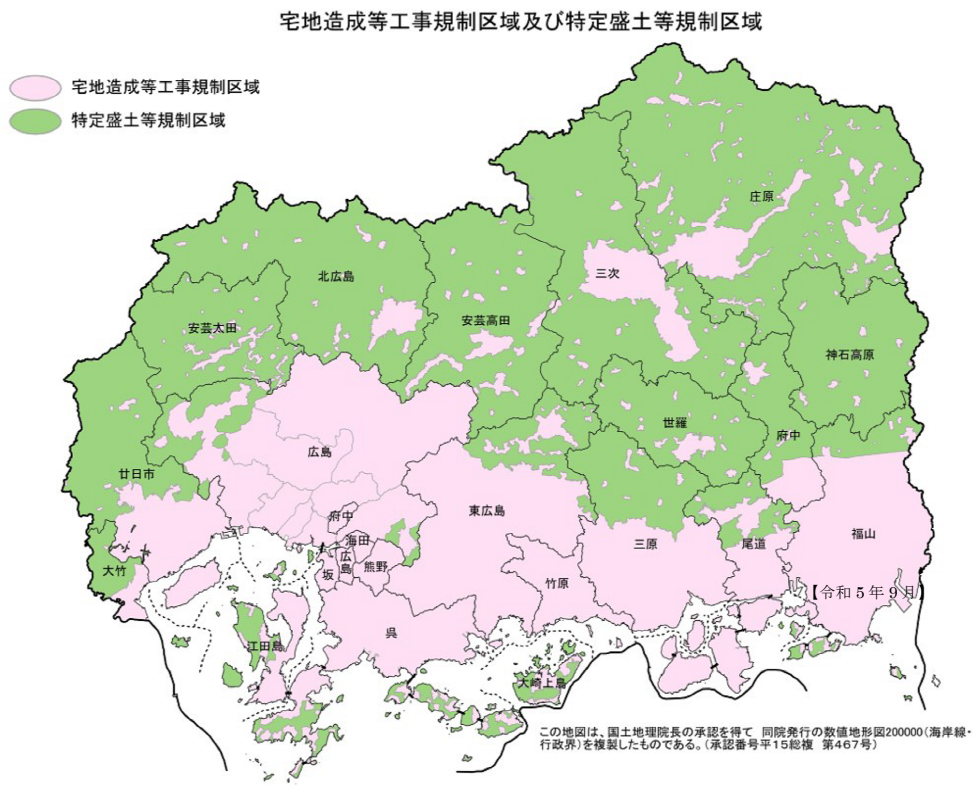 宅地造成等工事規制区域及び特定盛土等規制区域
宅地造成等工事規制区域
特定盛土等規制区域
庄原
三次
北広島
安芸高田
安芸太田
神石高原
世羅
府中
広島
廿日市
東広島
府中
海田
広島
熊野
坂
三原
尾道
福山
大竹
竹原
【令和5年9月】
呉
江田島
大崎上島
この地図は、国土地理院長の承認を得て 同院発行の数値地形図200000(海岸線・
行政界)を複製したものである。(承認番号平15総複 第467号)